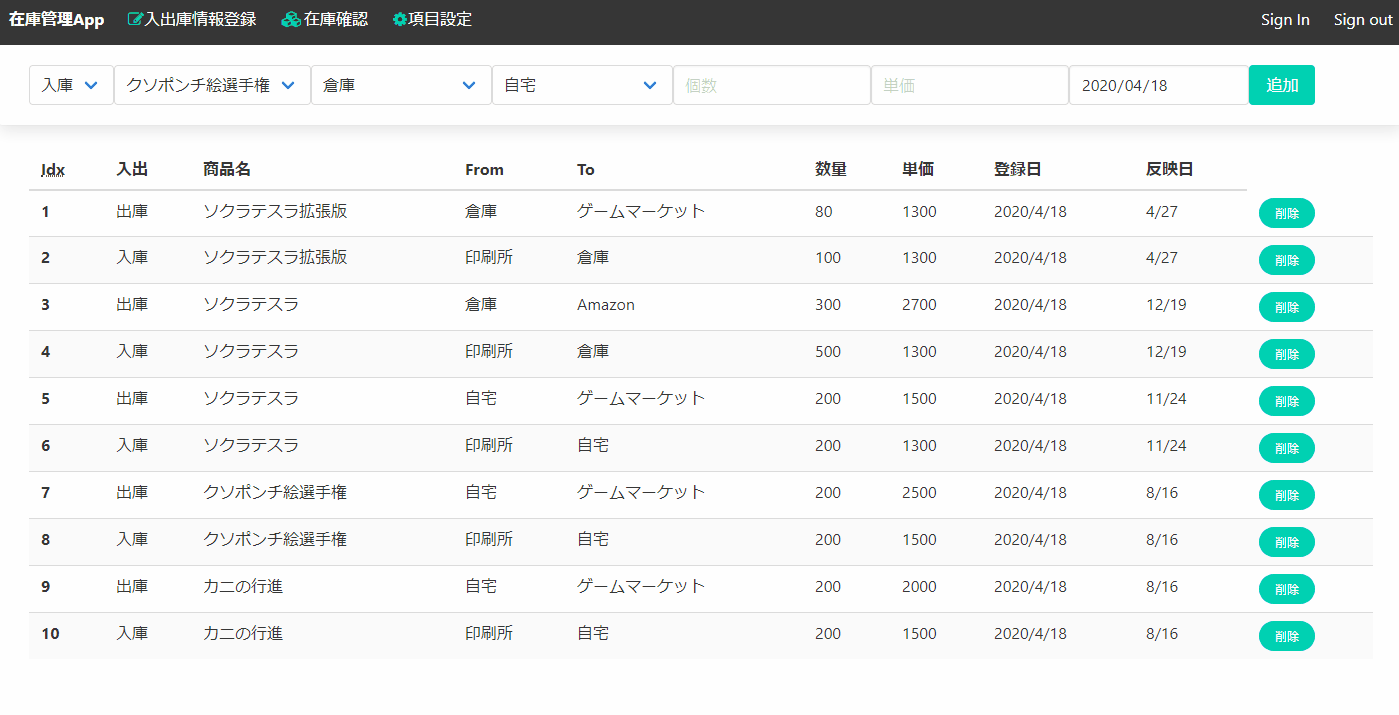 在庫管理App 入出庫情報登録 在庫確認 項目設定 Sign In Sign out
入庫 クソポンチ絵選手権 倉庫 自宅 個数 単価 2020/04/18 追加
Idx 入出 商品名 From To 数量 単価 登録日 反映日
1 出庫 ソクラテスラ拡張版 倉庫 ゲームマーケット 80 1300 2020/4/18 4/27 削除
2 入庫 ソクラテスラ拡張版 印刷所 倉庫 100 1300 2020/4/18 4/27 削除
3 出庫 ソクラテスラ 倉庫 Amazon 300 2700 2020/4/18 12/19 削除
4 入庫 ソクラテスラ 印刷所 倉庫 500 1300 2020/4/18 12/19 削除
5 出庫 ソクラテスラ 自宅 ゲームマーケット 200 1500 2020/4/18 11/24 削除
6 入庫 ソクラテスラ 印刷所 自宅 200 1300 2020/4/18 11/24 削除
7 出庫 クソポンチ絵選手権 自宅 ゲームマーケット 200 2500 2020/4/18 8/16 削除
8 入庫 クソポンチ絵選手権 印刷所 自宅 200 1500 2020/4/18 8/16 削除
9 出庫 カニの行進 自宅 ゲームマーケット 200 2000 2020/4/18 8/16 削除
10 入庫 カニの行進 印刷所 自宅 200 1500 2020/4/18 8/16 削除